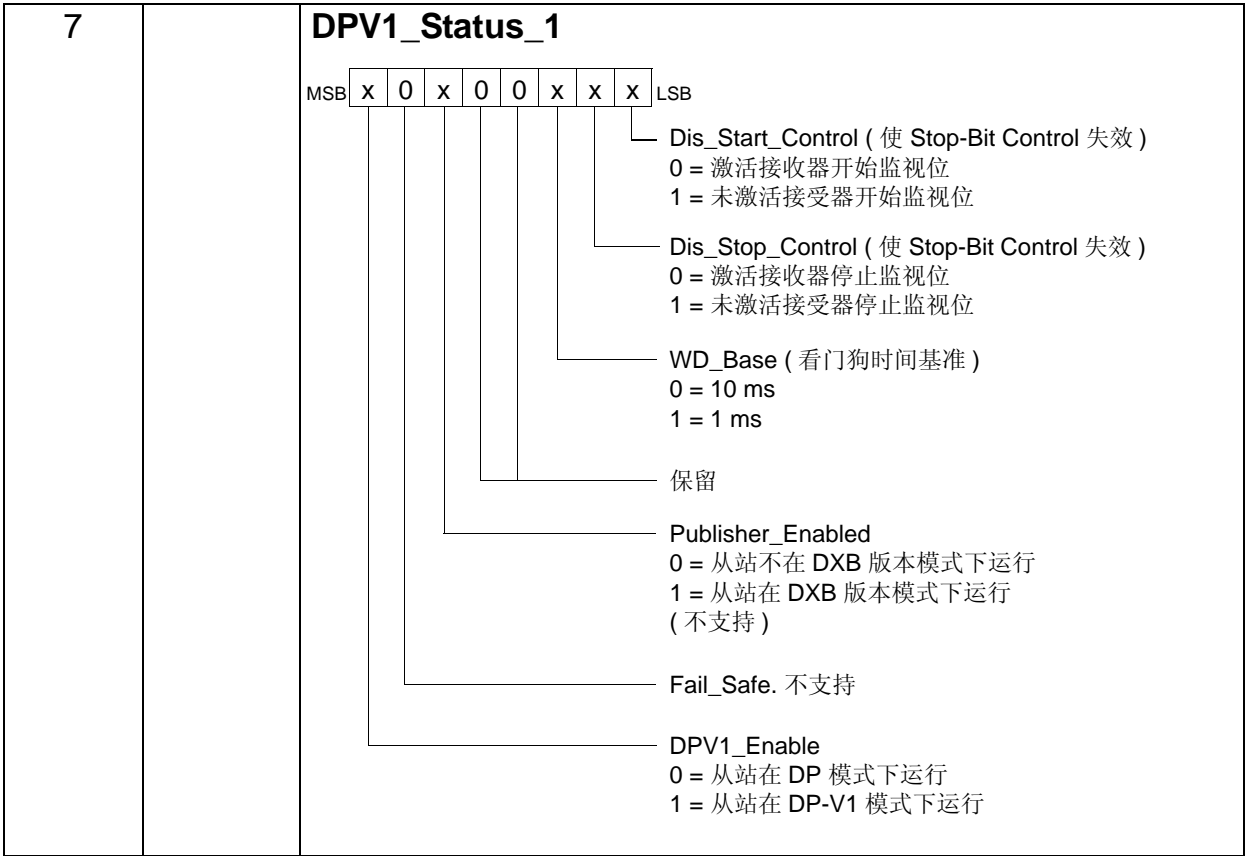 7
DPV1_Status_1
MSB x 0 x 0 0 x x x LSB
Dis_Start_Control ( 使 Stop-Bit Control 失效 )
0 = 激活接收器开始监视位
1 = 未激活接受器开始监视位
Dis_Stop_Control ( 使 Stop-Bit Control 失效 )
0 = 激活接收器停止监视位
1 = 未激活接受器停止监视位
WD_Base ( 看门狗时间基准 )
0 = 10 ms
1 = 1 ms
保留
Publisher_Enabled
0 = 从站不在 DXB 版本模式下运行
1 = 从站在 DXB 版本模式下运行
( 不支持 )
Fail_Safe. 不支持
DPV1_Enable
0 = 从站在 DP 模式下运行
1 = 从站在 DP-V1 模式下运行